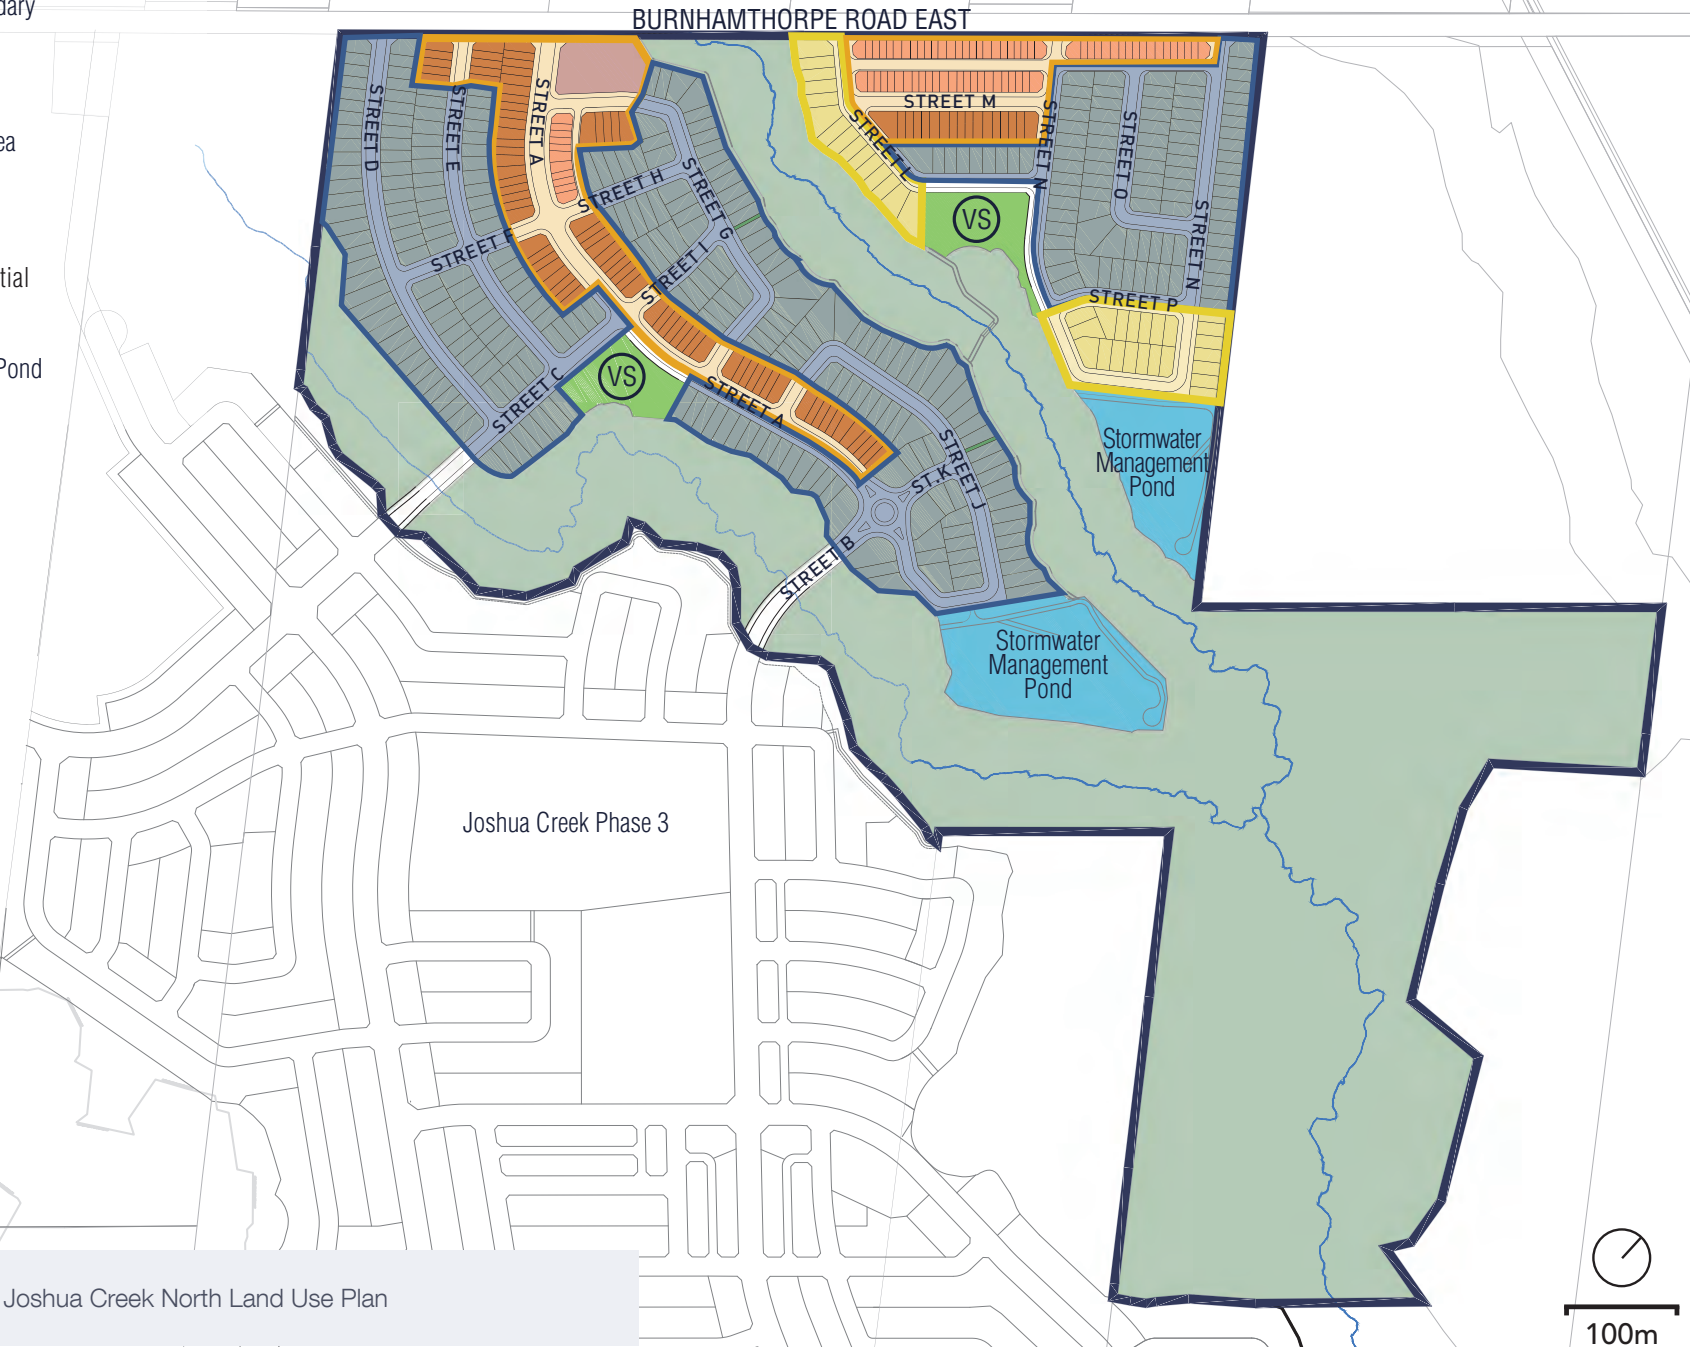 dary
BURNHAMTHORPE ROAD EAST
ea
tial
Pond
STREET D
STREET E
STREET A
STREET F
STREET H
STREET G
STREET I
STREET C
VS
STREET A
ST.K
STREET J
STREET B
STREET L
STREET M
STREET N
STREET O
STREET N
VS
STREET P
Stormwater
Management
Pond
Stormwater
Management
Pond
Joshua Creek Phase 3
Joshua Creek North Land Use Plan
100m